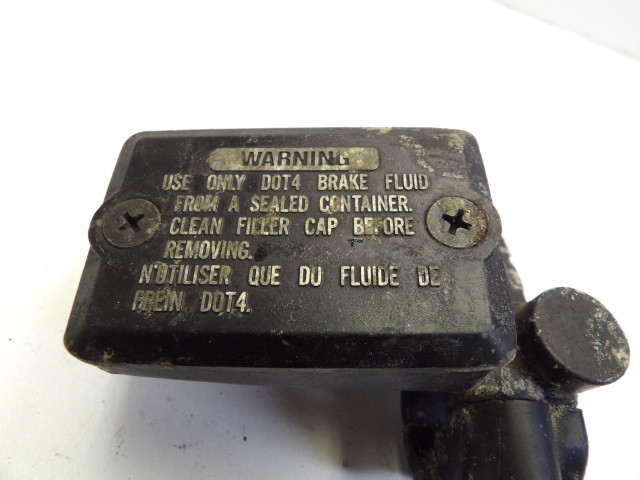 WARNING
USE ONLY DOT4 BRAKE FLUID
FROM A SEALED CONTAINER.
CLEAN FILLER CAP BEFORE
REMOVING.
N'UTILISER QUE DU FLUIDE DE
FREIN DOT4.